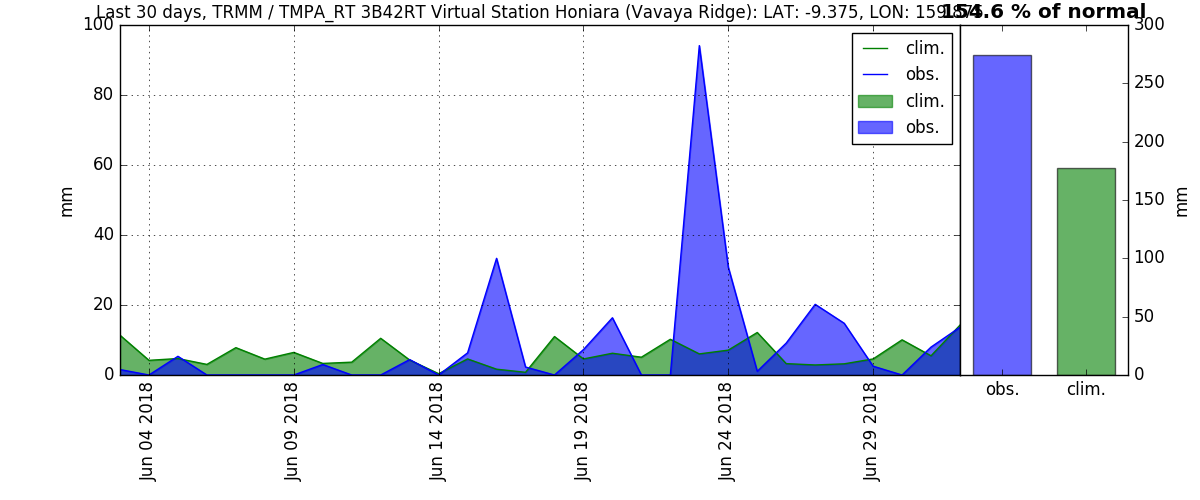 Last 30 days, TRMM / TMPA_RT 3B42RT Virtual Station Honiara (Vavaya Ridge): LAT: -9.375, LON:
154.6 % of normal
100
80
60
40
20
0
mm
clim.
obs.
clim.
obs.
Jun 04 2018
Jun 09 2018
Jun 14 2018
Jun 19 2018
Jun 24 2018
Jun 29 2018
300
250
200
150
100
50
0
mm
obs.
clim.